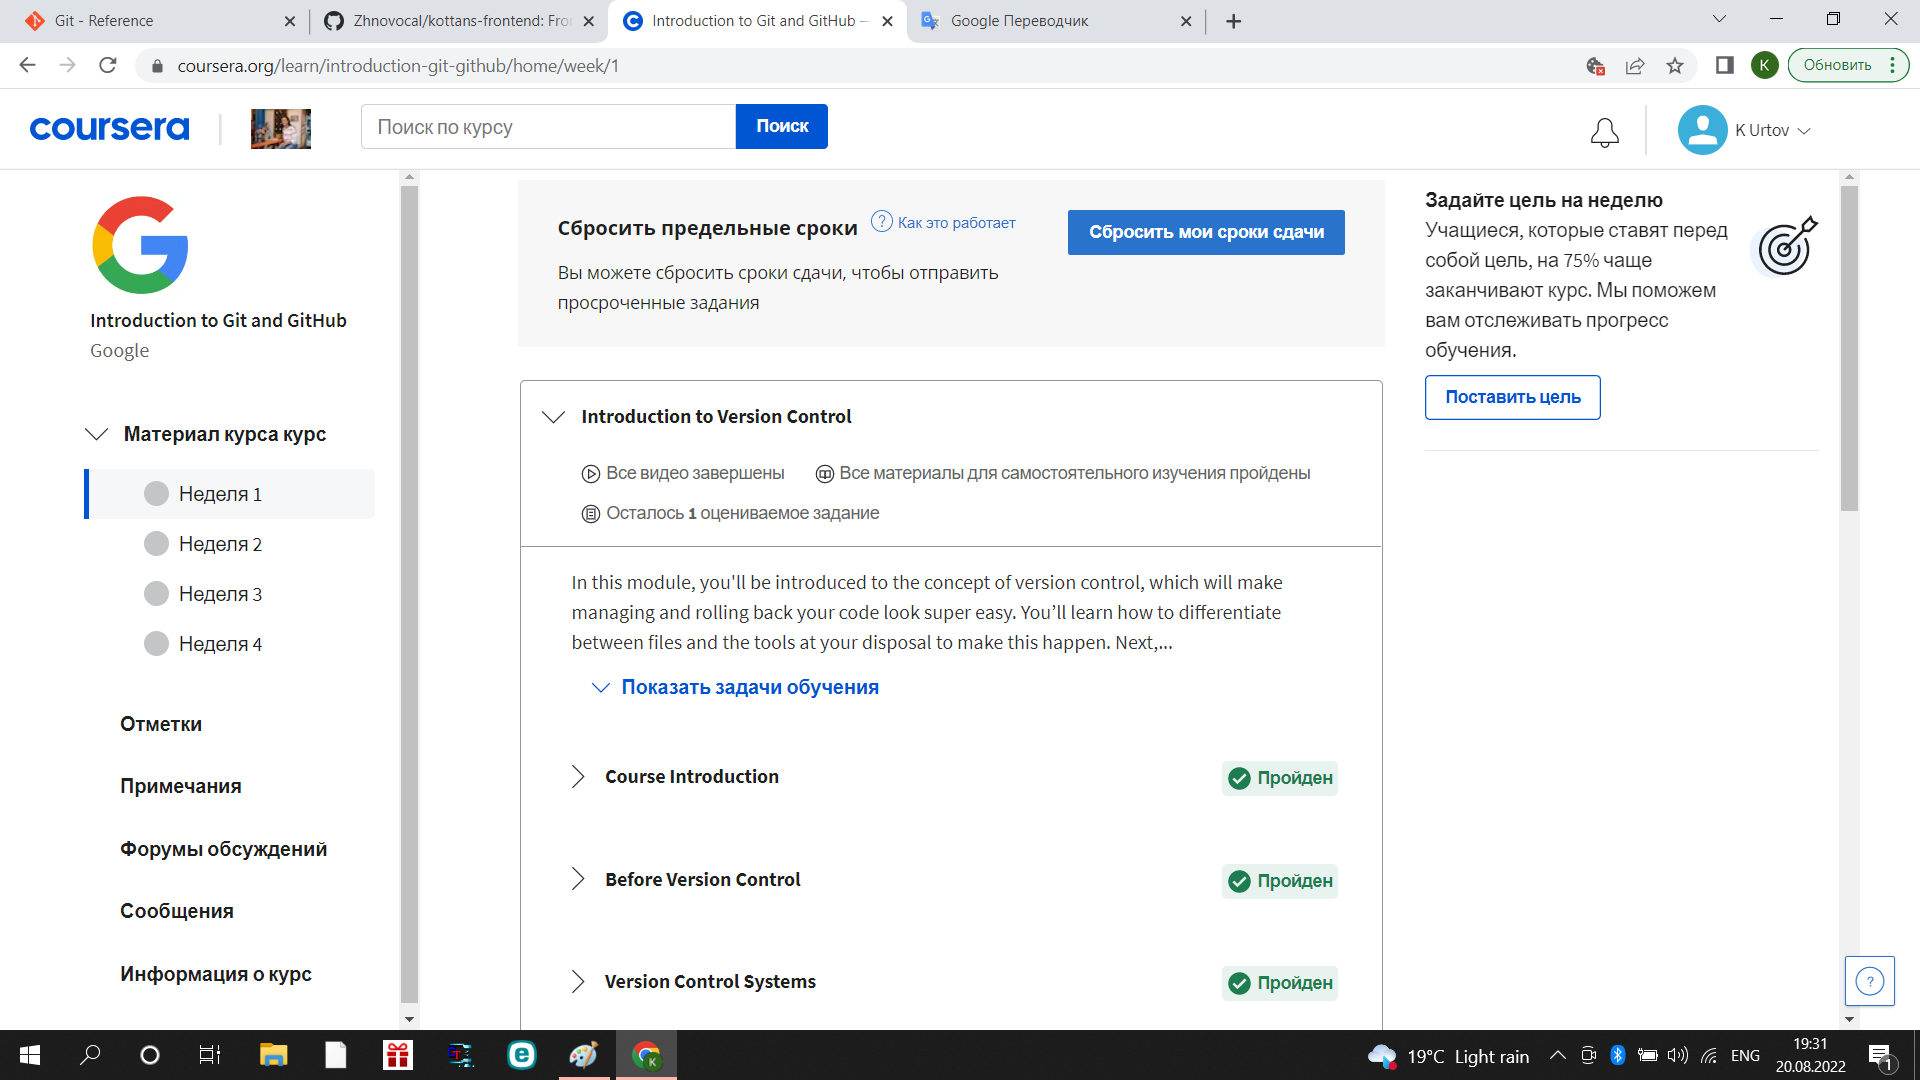 Git - Reference
Zhnovocal/kottans-frontend: Fro
Introduction to Git and GitHub –
Google Переводчик
coursera.org/learn/introduction-git-github/home/week/1
K
Обновить
coursera
Поиск по курсу
Поиск
K Urtov
Introduction to Git and GitHub
Google
Материал курса курс
Неделя 1
Неделя 2
Неделя 3
Неделя 4
Отметки
Примечания
Форумы обсуждений
Сообщения
Информация о курс
Сбросить предельные сроки
? Как это работает
Вы можете сбросить сроки сдачи, чтобы отправить
просроченные задания
Сбросить мои сроки сдачи
Introduction to Version Control
Все видео завершены
Все материалы для самостоятельного изучения пройдены
Осталось 1 оцениваемое задание
In this module, you'll be introduced to the concept of version control, which will make
managing and rolling back your code look super easy. You’ll learn how to differentiate
between files and the tools at your disposal to make this happen. Next,...
Показать задачи обучения
Course Introduction
Пройден
Before Version Control
Пройден
Version Control Systems
Пройден
Задайте цель на неделю
Учащиеся, которые ставят перед
собой цель, на 75% чаще
заканчивают курс. Мы поможем
вам отслеживать прогресс
обучения.
Поставить цель
?
19°C Light rain
ENG
19:31
20.08.2022
1